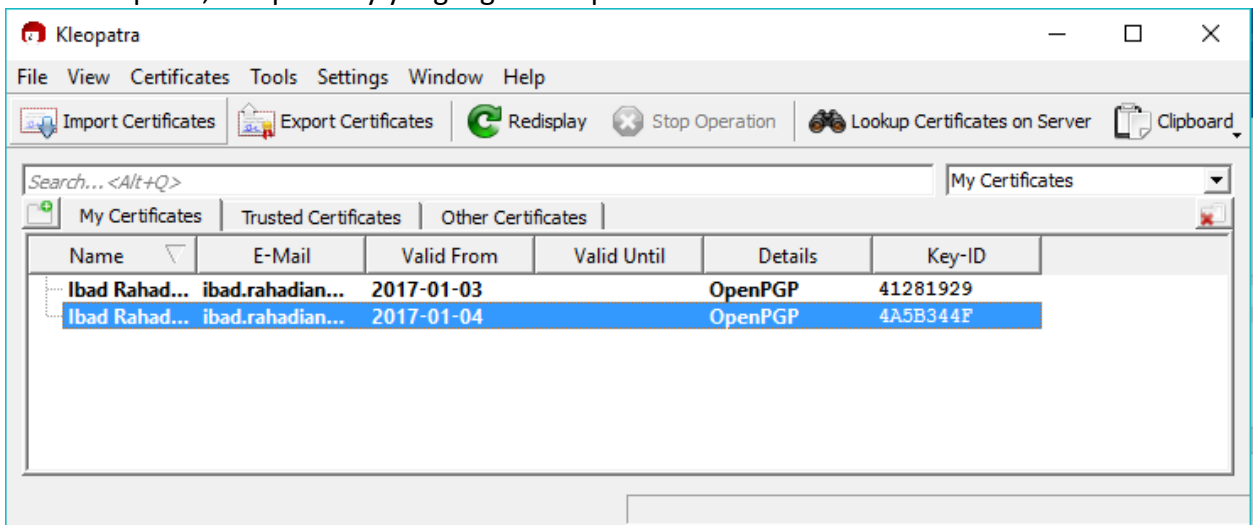 Kleopatra
File View Certificates Tools Settings Window Help
Import Certificates Export Certificates Redisplay Stop Operation Lookup Certificates on Server Clipboard
Search...<Alt+Q> My Certificates
My Certificates Trusted Certificates Other Certificates
Name E-Mail Valid From Valid Until Details Key-ID
Ibad Rahad... ibad.rahadian... 2017-01-03 OpenPGP 41281929
Ibad Rahad... ibad.rahadian... 2017-01-04 OpenPGP 4A5B344F